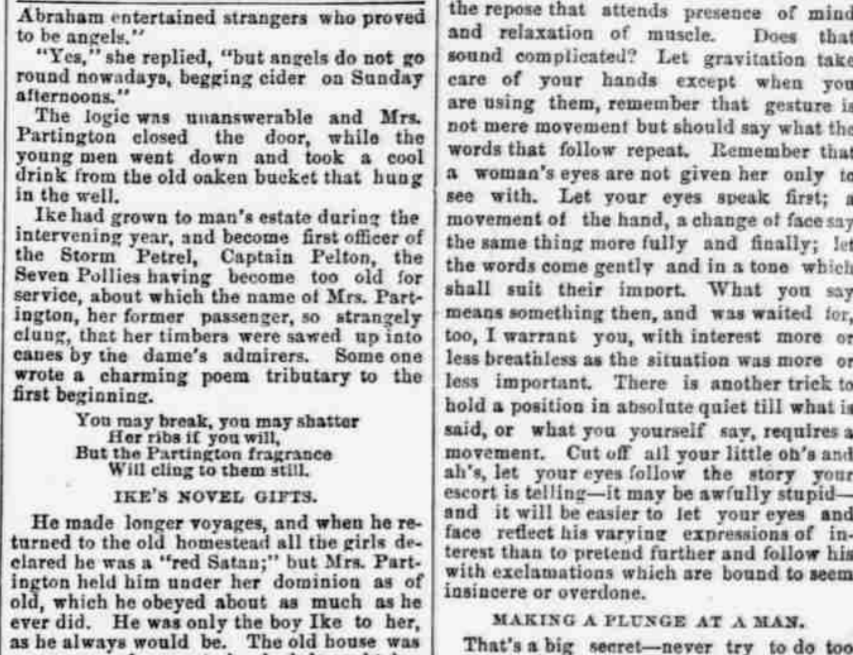 Abraham entertained strangers who proved
to be angels."
"Yes," she replied, "but angels do not go
round nowadays, begging cider on Sunday
afternoons."
The logic was unanswerable and Mrs.
Partington closed the door, while the
young men went down and took a cool
drink from the old oaken bucket that hung
in the well.
Ike had grown to man's estate during the
intervening year, and become first officer of
the Storm Petrel, Captain Pelton, the
Seven Pollies having become too old for
service, about which the name of Mrs. Part-
ington, her former passenger, so strangely
clung, that her timbers were sawed up into
canes by the dame's admirers. Some one
wrote a charming poem tributary to the
first beginning.
You may break, you may shatter
Her ribs if you will,
But the Partington fragrance
Will cling to them still.
IKE'S NOVEL GIFTS.
He made longer voyages, and when he re-
turned to the old homestead all the girls de-
clared he was a "red Satan;" but Mrs. Part-
ington held him under her dominion as of
old, which he obeyed about as much as he
ever did. He was only the boy Ike to her,
as he always would be. The old house was
the repose that attends presence of mind
and relaxation of muscle. Does that
sound complicated? Let gravitation take
care of your hands except when you
are using them, remember that gesture is
not mere movement but should say what the
words that follow repeat. Remember that
a woman's eyes are not given her only to
see with. Let your eyes speak first; a
movement of the hand, a change of face say
the same thing more fully and finally; let
the words come gently and in a tone which
shall suit their import. What you say
means something then, and was waited for,
too, I warrant you, with interest more or
less breathless as the situation was more or
less important. There is another trick to
hold a position in absolute quiet till what is
said, or what you yourself say, requires a
movement. Cut off all your little oh's and
ah's, let your eyes follow the story your
escort is telling—it may be awfully stupid—
and it will be easier to let your eyes and
face reflect his varying expressions of in-
terest than to pretend further and follow his
with exclamations which are bound to seem
insincere or overdone.
MAKING A PLUNGE AT A MAN.
That's a big secret—never try to do too